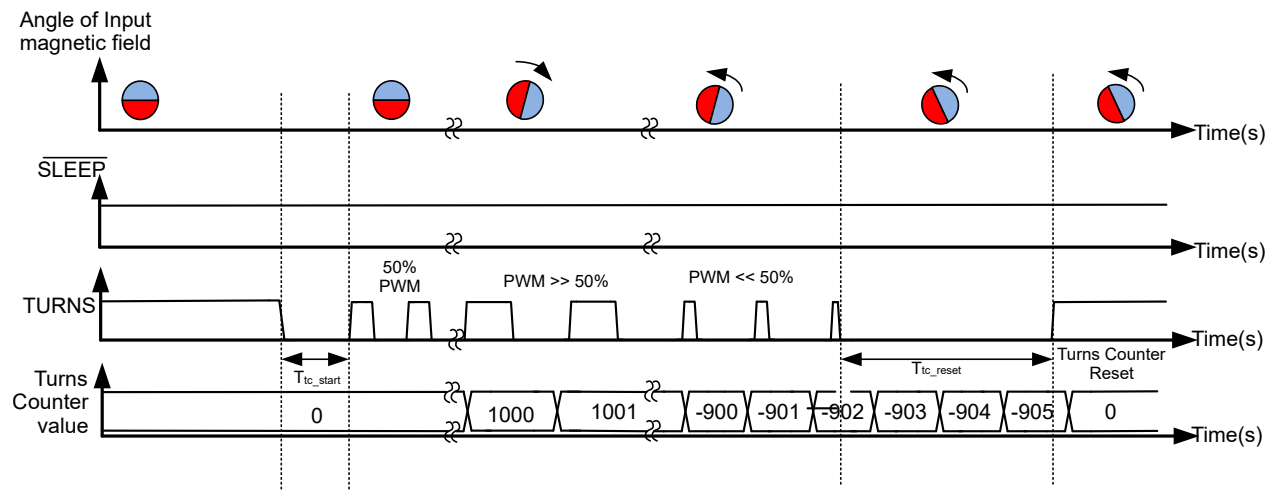 Angle of Input
magnetic field
Time(s)
SLEEP
Time(s)
50%
PWM
PWM >> 50%
PWM << 50%
TURNS
Time(s)
Ttc_start
Ttc_reset
Turns Counter
Reset
Turns
Counter
value
0
1000
1001
-900
-901
-902
-903
-904
-905
0
Time(s)